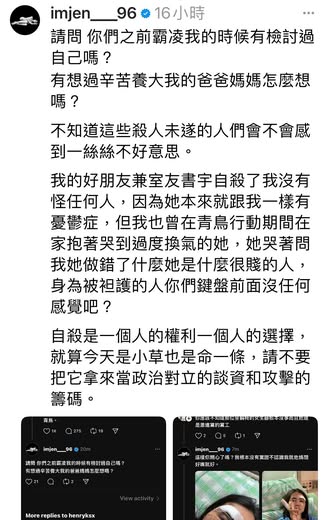 imjen___96 16小時
請問 你們之前霸凌我的時候有檢討過
自己嗎？
有想過辛苦養大我的爸爸媽媽怎麼想
嗎？
不知道這些殺人未遂的人們會不會感
到一絲絲不好意思。
我的好朋友兼室友書宇自殺了我沒有
怪任何人，因為她本來就跟我一樣有
憂鬱症，但我也曾在青鳥行動期間在
家抱著哭到過度換氣的她，她哭著問
我她做錯了什麼她是什麼很賤的人，
身為被袒護的人你們鍵盤前面沒任何
感覺吧？
自殺是一個人的權利一個人的選擇，
就算今天是小草也是命一條，請不要
把它拿來當政治對立的談資和攻擊的
籌碼。
imjen___96
請問 你們之前霸凌我的時候有檢討過自己嗎？
有想過辛苦養大我的爸爸媽媽怎麼想嗎？
View activity
More replies to henryksx
imjen___96